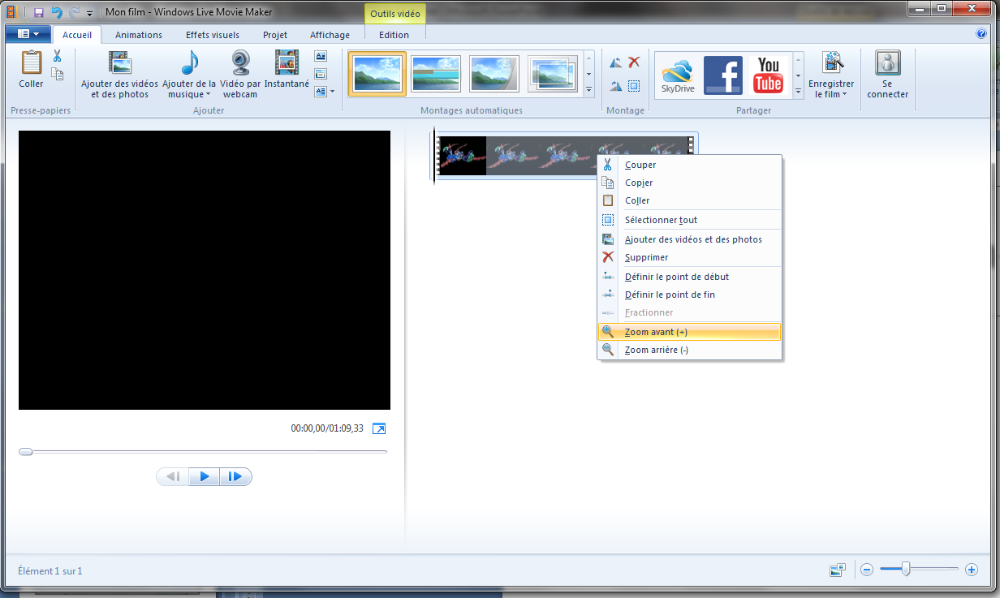 Mon film - Windows Live Movie Maker
Outils vidéo
Accueil
Animations
Effets visuels
Projet
Affichage
Edition
Coller
Ajouter des vidéos
et des photos
Ajouter de la
musique
Vidéo par
webcam
Instantané
SkyDrive
You
Tube
Enregistrer
le film
Se
connecter
Presse-papiers
Ajouter
Montages automatiques
Montage
Partager
Couper
Copier
Coller
Sélectionner tout
Ajouter des vidéos et des photos
Supprimer
Définir le point de début
Définir le point de fin
Fractionner
Zoom avant (+)
Zoom arrière (-)
00:00,00/01:09,33
Élément 1 sur 1